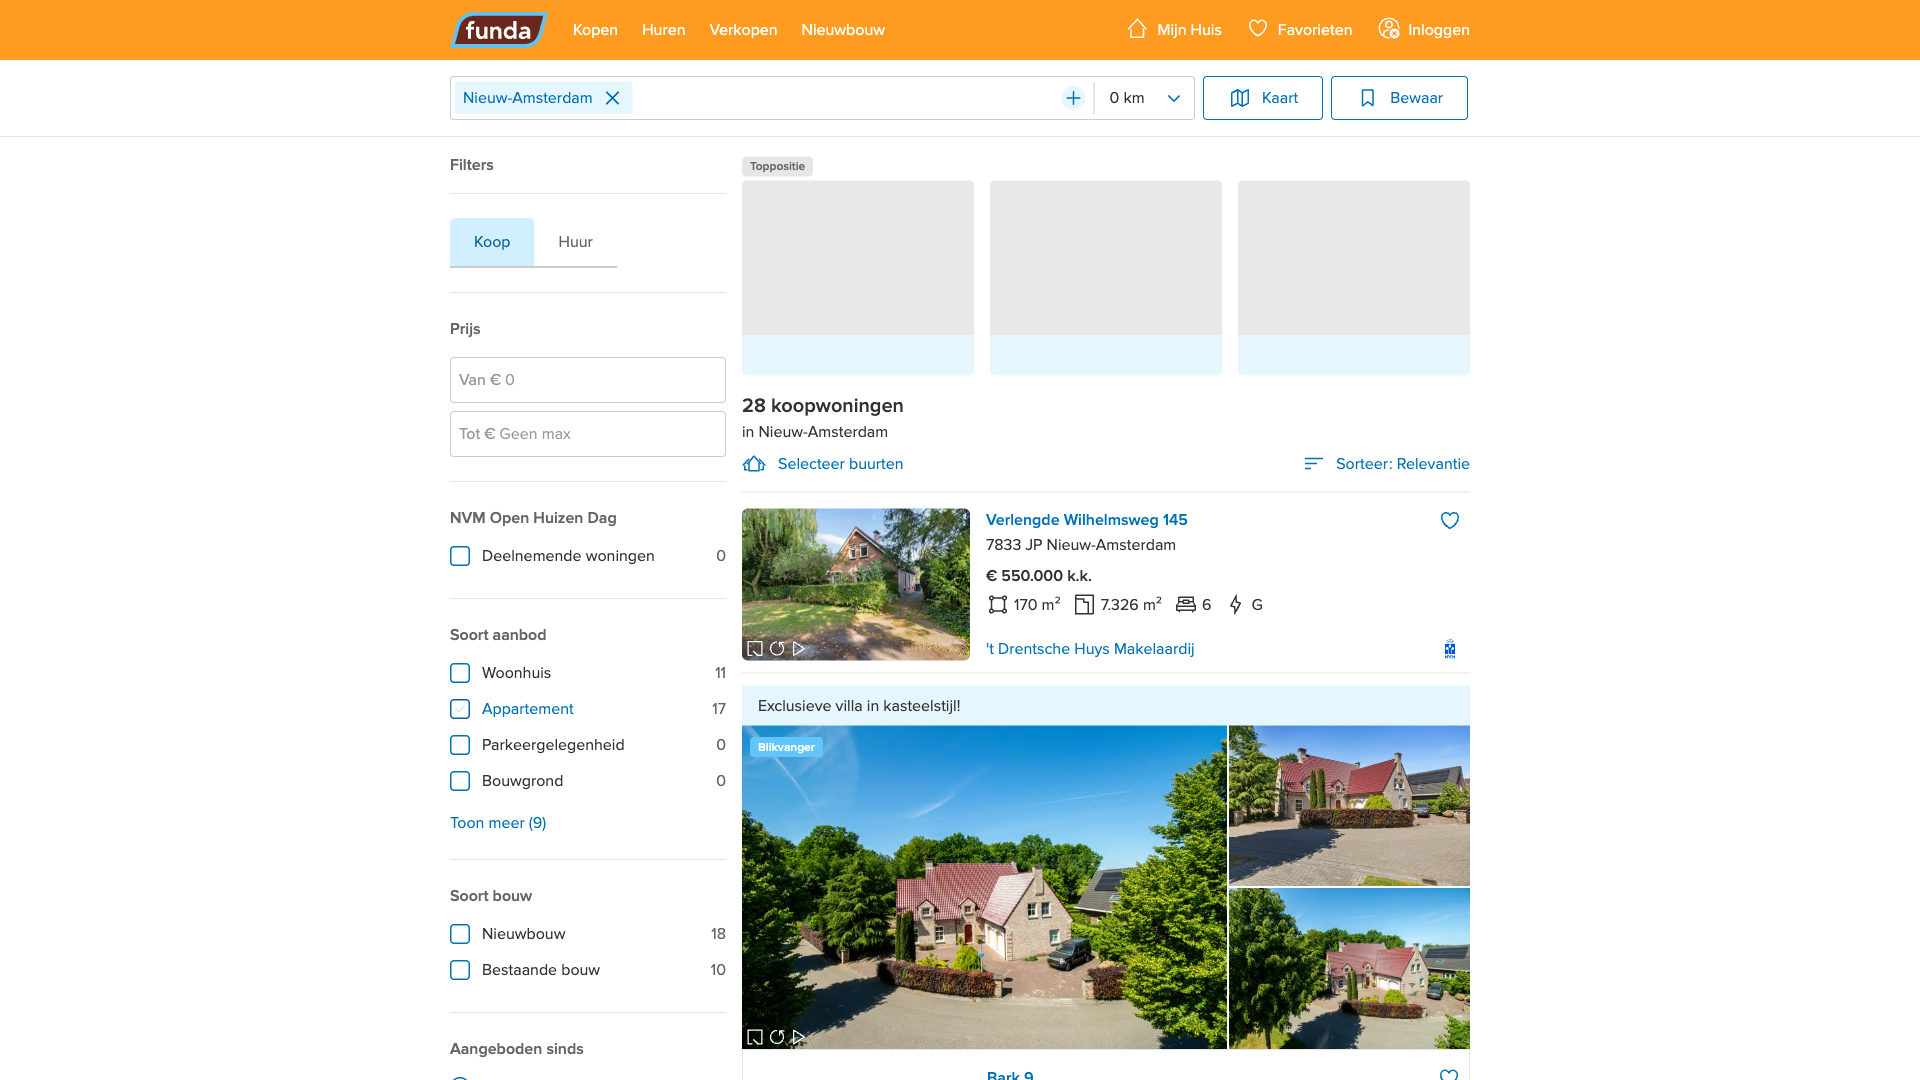 funda
Kopen
Huren
Verkopen
Nieuwbouw
Mijn Huis
Favorieten
Inloggen
Nieuw-Amsterdam
0 km
Kaart
Bewaar
Filters
Koop
Huur
Prijs
Van € 0
Tot € Geen max
NVM Open Huizen Dag
Deelnemende woningen 0
Soort aanbod
Woonhuis 11
Appartement 17
Parkeergelegenheid 0
Bouwgrond 0
Toon meer (9)
Soort bouw
Nieuwbouw 18
Bestaande bouw 10
Aangeboden sinds
Toppositie
28 koopwoningen
in Nieuw-Amsterdam
Selecteer buurten
Sorteer: Relevantie
Verlengde Wilhelmsweg 145
7833 JP Nieuw-Amsterdam
€ 550.000 k.k.
170 m² 7.326 m² 6 G
't Drentsche Huys Makelaardij
Exclusieve villa in kasteelstijl!
Blikvanger
Bark 9